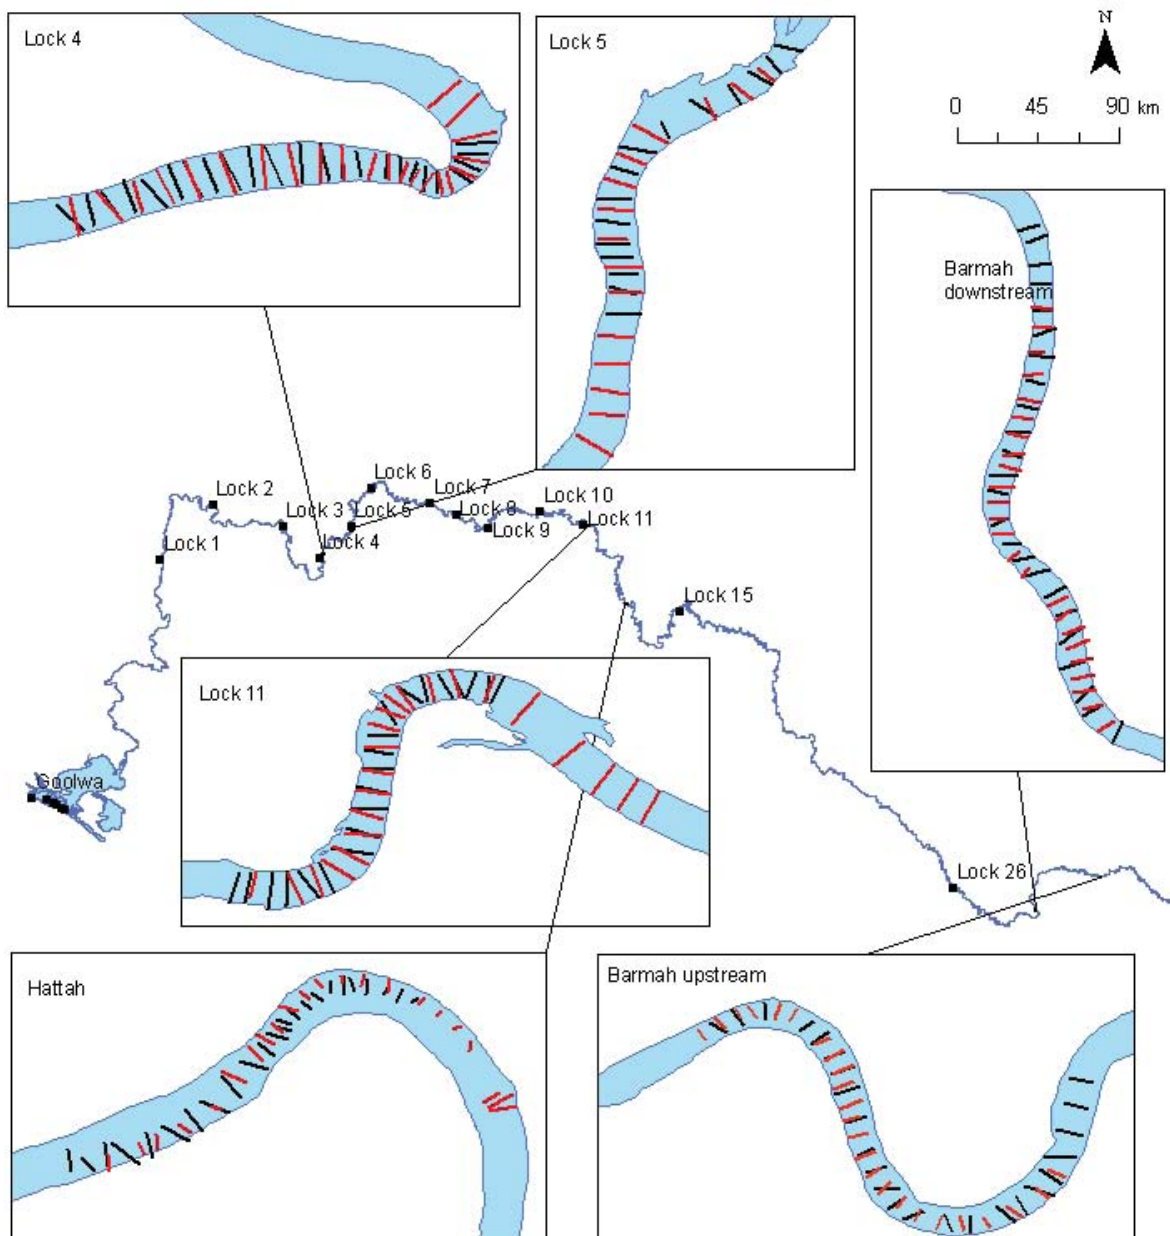 Lock 4
Lock 5
N
0 45 90 km
Barmah
downstream
Lock 6
Lock 2
Lock 7
Lock 3
Lock 5
Lock 8
Lock 10
Lock 9
Lock 11
Lock 1
Lock 4
Lock 15
Lock 11
Goolwa
Lock 26
Hattah
Barmah upstream